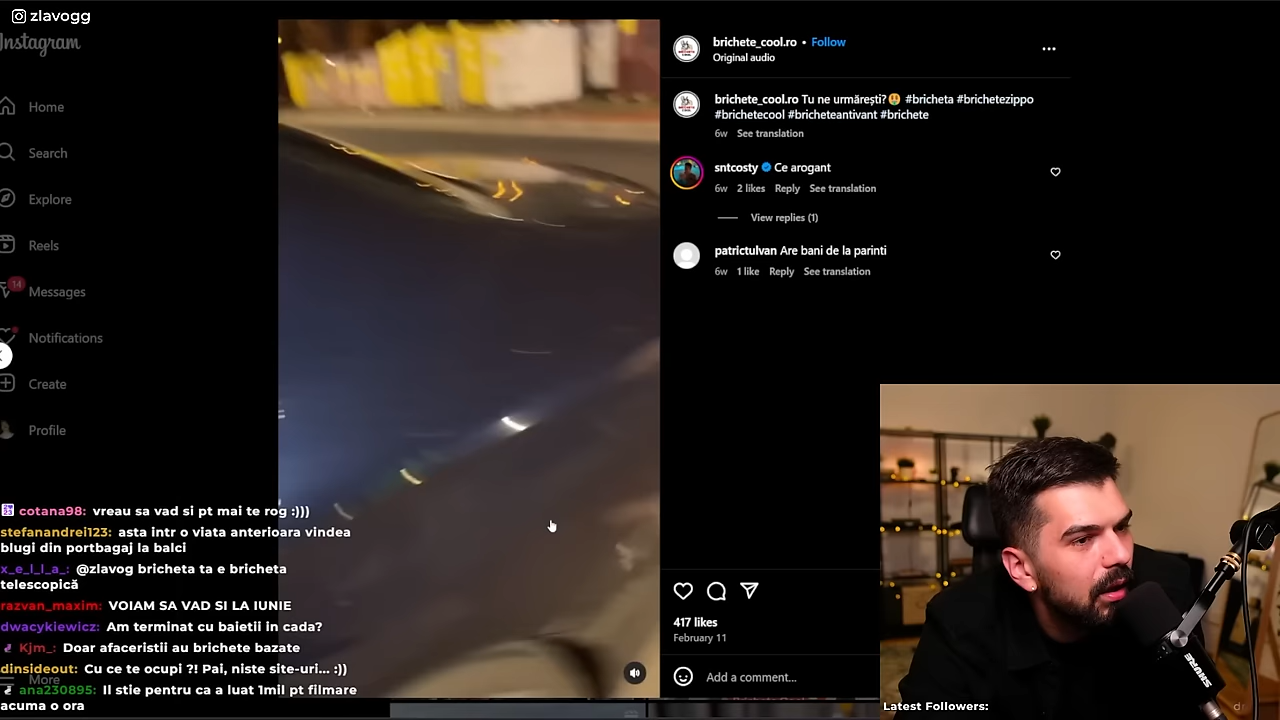 zlavogg
Instagram
Home
Search
Explore
Reels
14
Messages
Notifications
Create
Profile
More
brichete_cool.ro • Follow
Original audio
brichete_cool.ro Tu ne urmărești?🤑 #bricheta #brichetezippo
#brichetecool #bricheteantivant #brichete
6w See translation
sntcosty Ce arogant
6w 2 likes Reply See translation
View replies (1)
patrictulvan Are bani de la parinti
6w 1 like Reply See translation
417 likes
February 11
Add a comment...
cotana98: vreau sa vad si pt mai te rog :)))
stefanandrei123: asta intr o viata anterioara vindea
blugi din portbagaj la balci
x_e_l_l_a_: @zlavog bricheta ta e bricheta
telescopică
razvan_maxim: VOIAM SA VAD SI LA IUNIE
dwacykiewicz: Am terminat cu baietii in cada?
Kjm_: Doar afaceristii au brichete bazate
dinsideout: Cu ce te ocupi ?! Pai, niste site-uri... :))
ana230895: Il stie pentru ca a luat 1mil pt filmare
acuma o ora
SHURE
Latest Followers: